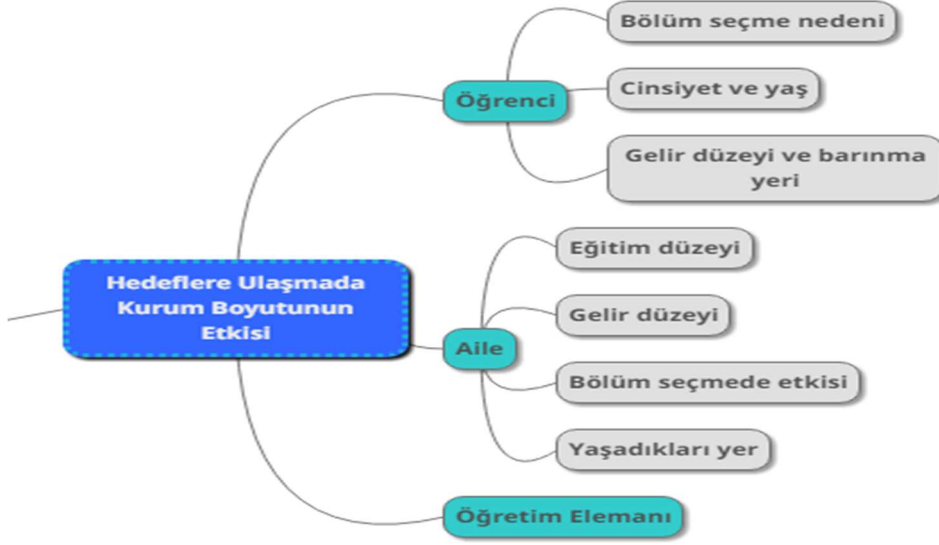 Bölüm seçme nedeni
Öğrenci
Cinsiyet ve yaş
Gelir düzeyi ve barınma
yeri
Hedeflere Ulaşmada
Kurum Boyutunun
Etkisi
Eğitim düzeyi
Gelir düzeyi
Aile
Bölüm seçmede etkisi
Yaşadıkları yer
Öğretim Elemanı